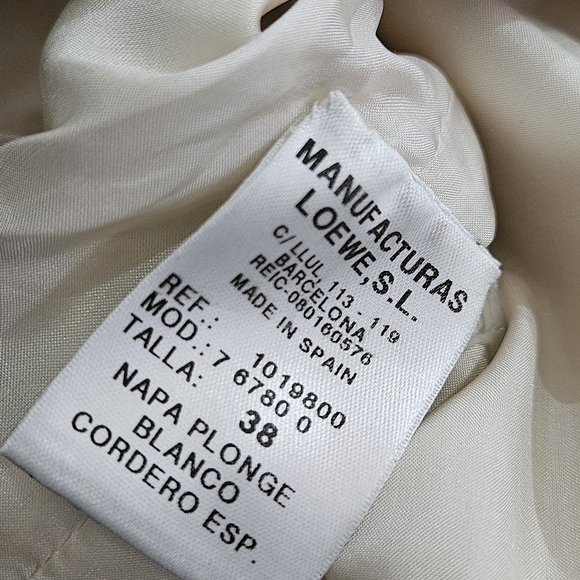 MANUFACTURAS
LOEWE,S.L.
C/ LLUL 113 - 119
BARCELONA
REIC-080160576
MADE IN SPAIN
REF.: 1019800
MOD.: 7 6780 0
TALLA: 38
NAPA PLONGE
BLANCO
CORDERO ESP.